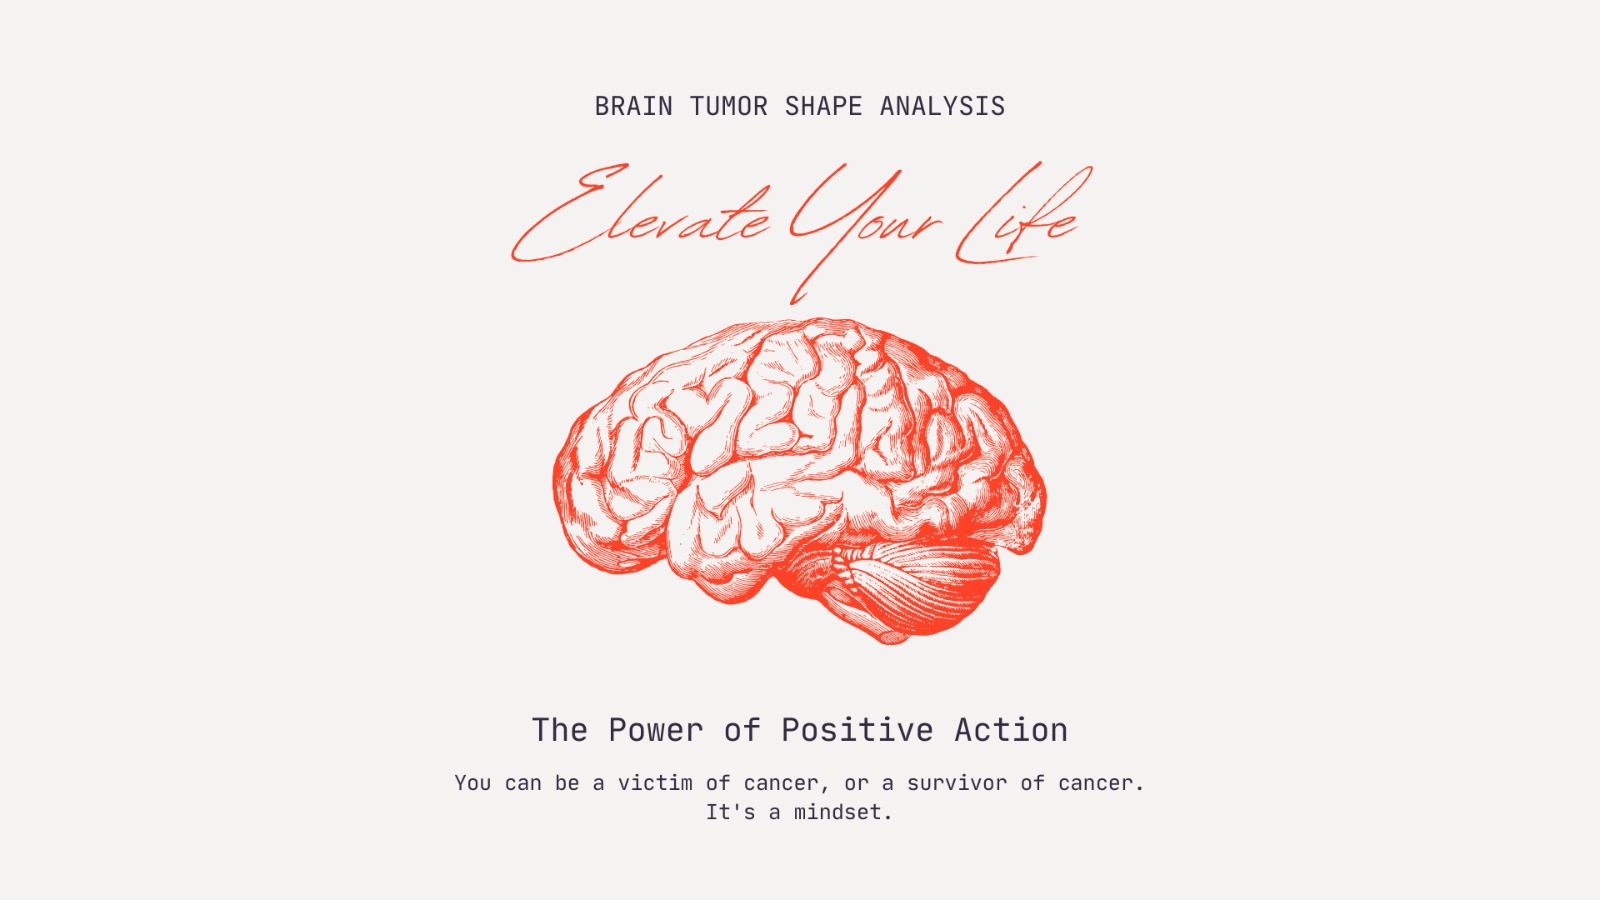 BRAIN TUMOR SHAPE ANALYSIS
Elevate Your Life
The Power of Positive Action
You can be a victim of cancer, or a survivor of cancer.
It's a mindset.